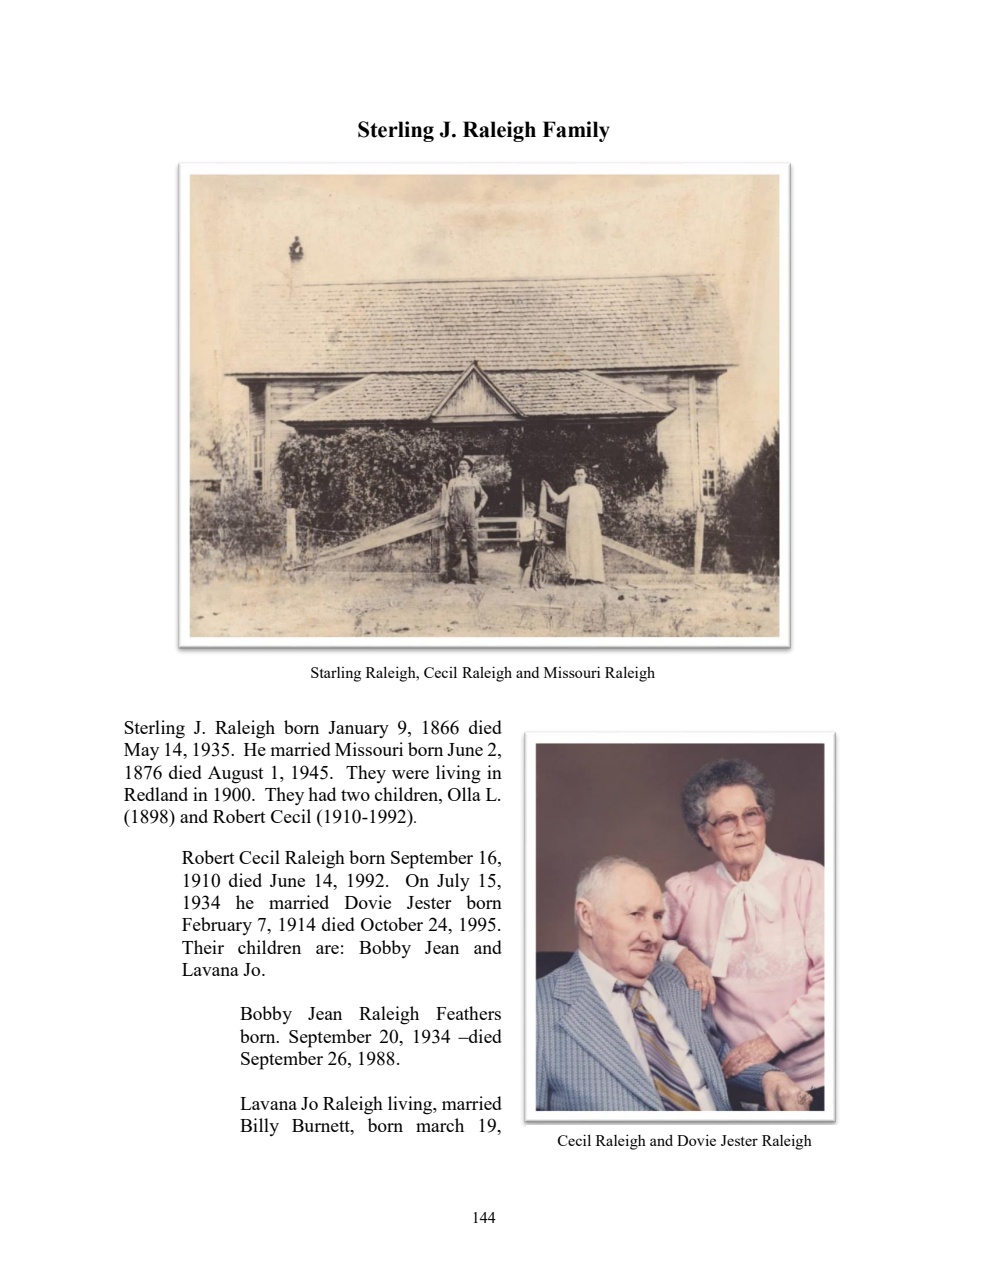 Sterling J. Raleigh Family
Starling Raleigh, Cecil Raleigh and Missouri Raleigh
Sterling J. Raleigh born January 9, 1866 died
May 14, 1935. He married Missouri born June 2,
1876 died August 1, 1945. They were living in
Redland in 1900. They had two children, Olla L.
(1898) and Robert Cecil (1910-1992).
Robert Cecil Raleigh born September 16,
1910 died June 14, 1992. On July 15,
1934 he married Dovie Jester born
February 7, 1914 died October 24, 1995.
Their children are: Bobby Jean and
Lavana Jo.
Bobby Jean Raleigh Feathers
born. September 20, 1934 –died
September 26, 1988.
Lavana Jo Raleigh living, married
Billy Burnett, born march 19,
Cecil Raleigh and Dovie Jester Raleigh
144